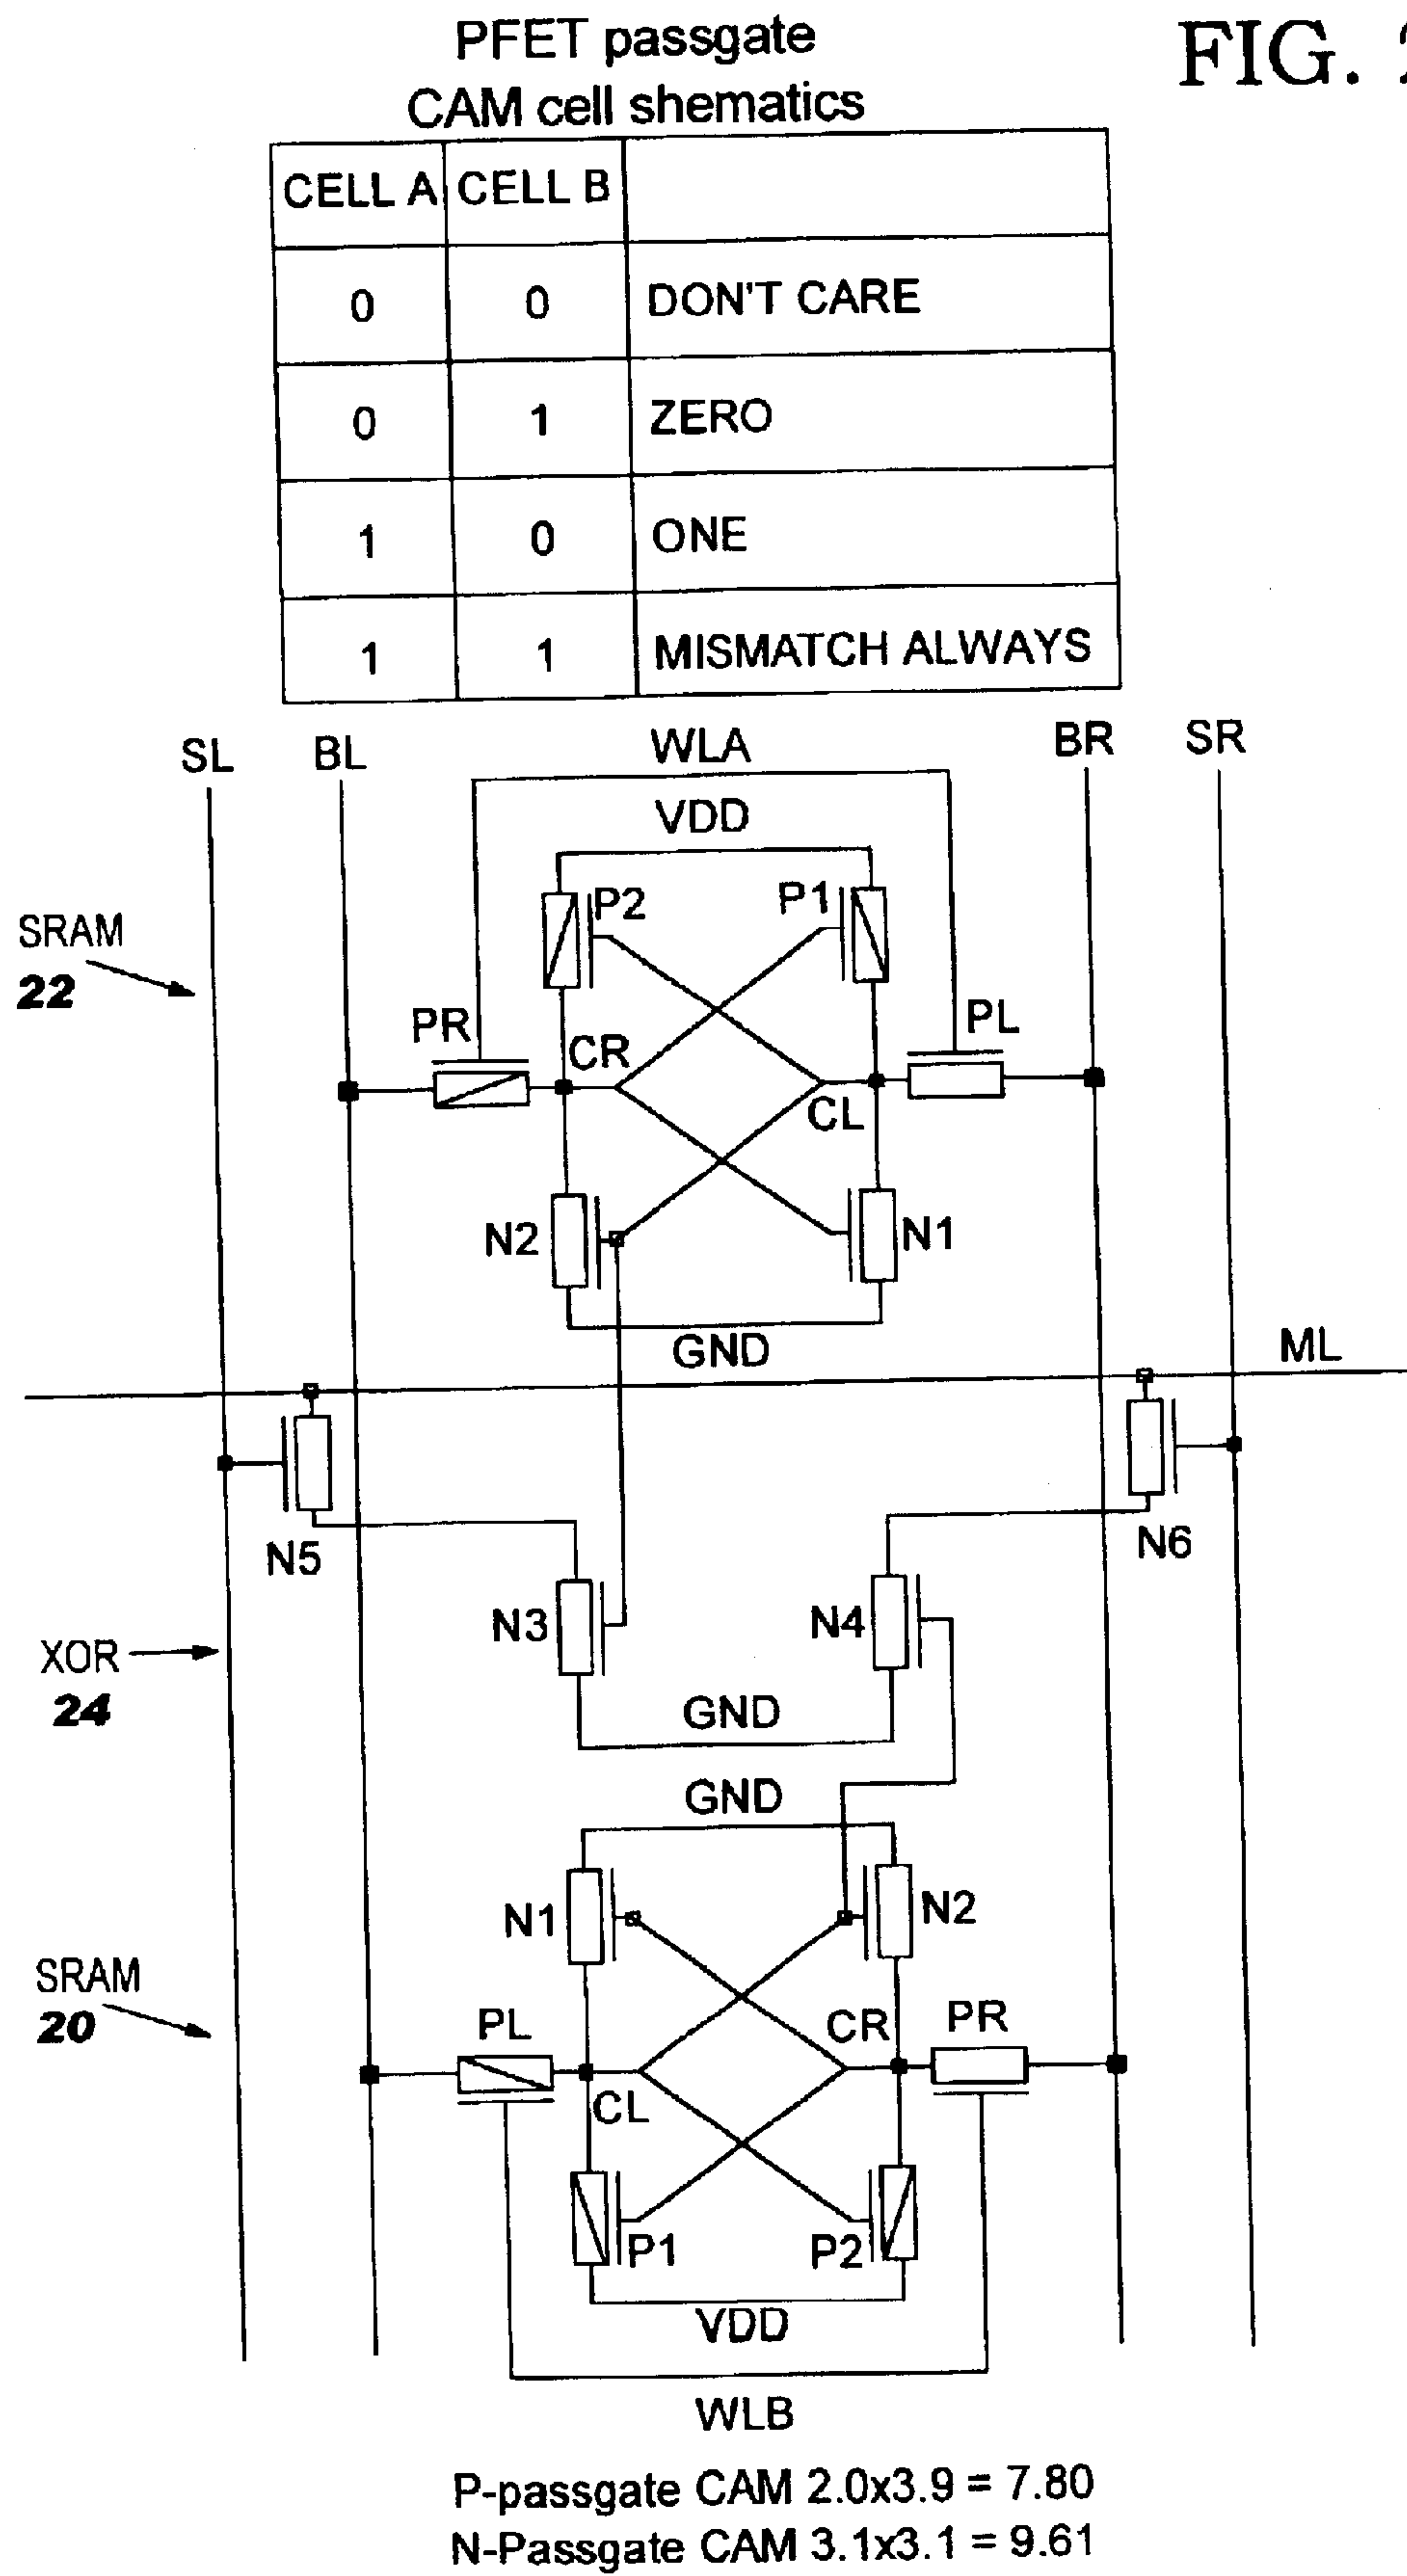 PFET passgate
CAM cell shematics
FIG. 2
CELL A CELL B
0 0 DON'T CARE
0 1 ZERO
1 0 ONE
1 1 MISMATCH ALWAYS
SL BL WLA BR SR
VDD
P2 P1
SRAM
22
PR PL
CR
CL
N2 N1
GND
ML
N5 N6
N3 N4
XOR
24
GND
GND
N1 N2
SRAM
20
PL CR PR
CL
P1 P2
VDD
WLB
P-passgate CAM 2.0x3.9 = 7.80
N-Passgate CAM 3.1x3.1 = 9.61